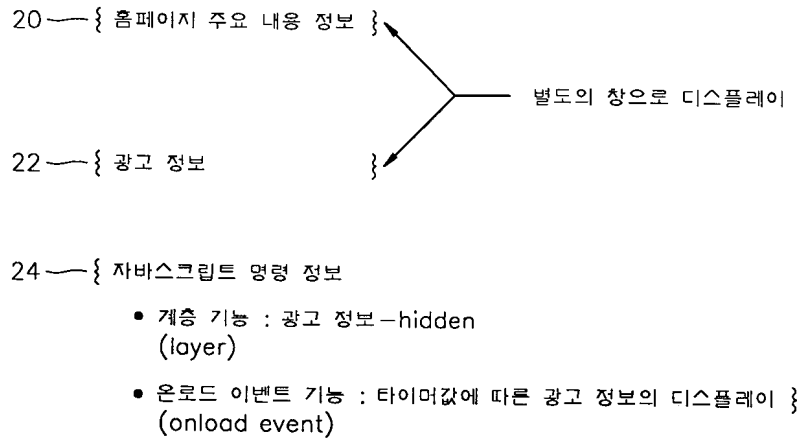 20 { 홈페이지 주요 내용 정보 }
별도의 창으로 디스플레이
22 { 광고 정보 }
24 { 자바스크립트 명령 정보
• 계층 기능 : 광고 정보-hidden
(layer)
• 온로드 이벤트 기능 : 타이머값에 따른 광고 정보의 디스플레이 }
(onload event)